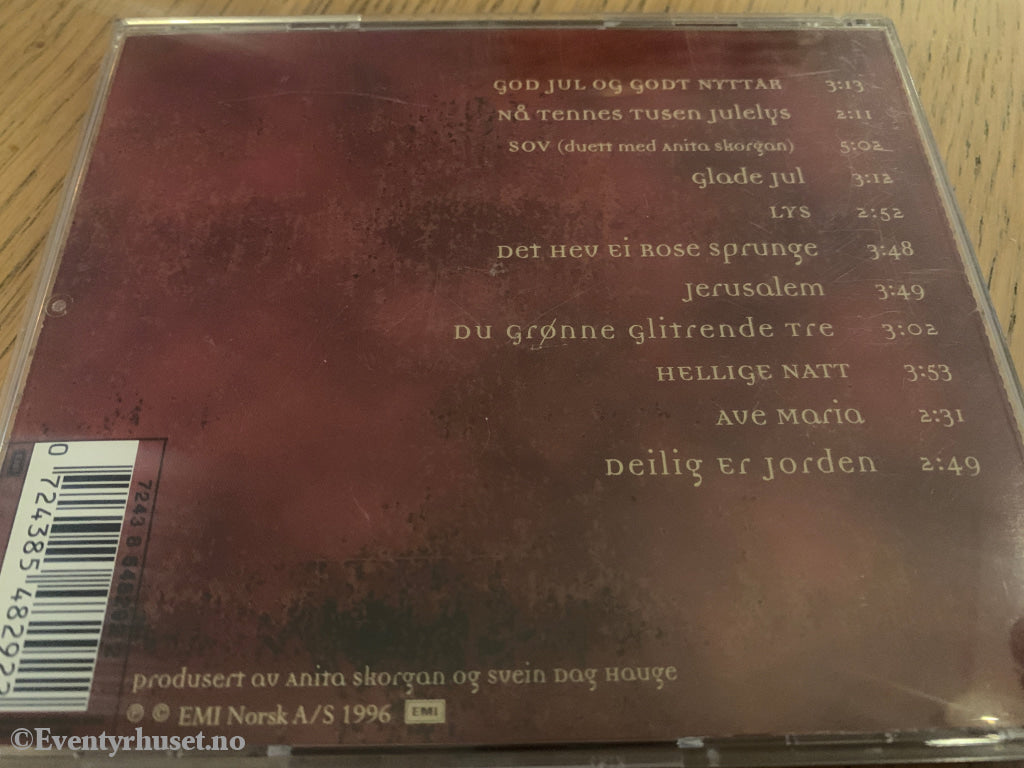 GOD JUL OG GODT NYTTÅR 3:13
Nå Tennes Tusen Julelys 2:11
SOV (duett med Anita Skorgan) 5:02
Glade Jul 3:12
LYS 2:52
Det Hev Ei Rose Sprunge 3:48
Jerusalem 3:49
Du Grønne Glitrende Tre 3:02
HELLIGE NATT 3:53
Ave Maria 2:31
Deilig Er Jorden 2:49
0 724385 48292
produsert av Anita Skorgan og Svein Dag Hauge
℗ © EMI Norsk A/S 1996 EMI
©Eventyrhuset.no